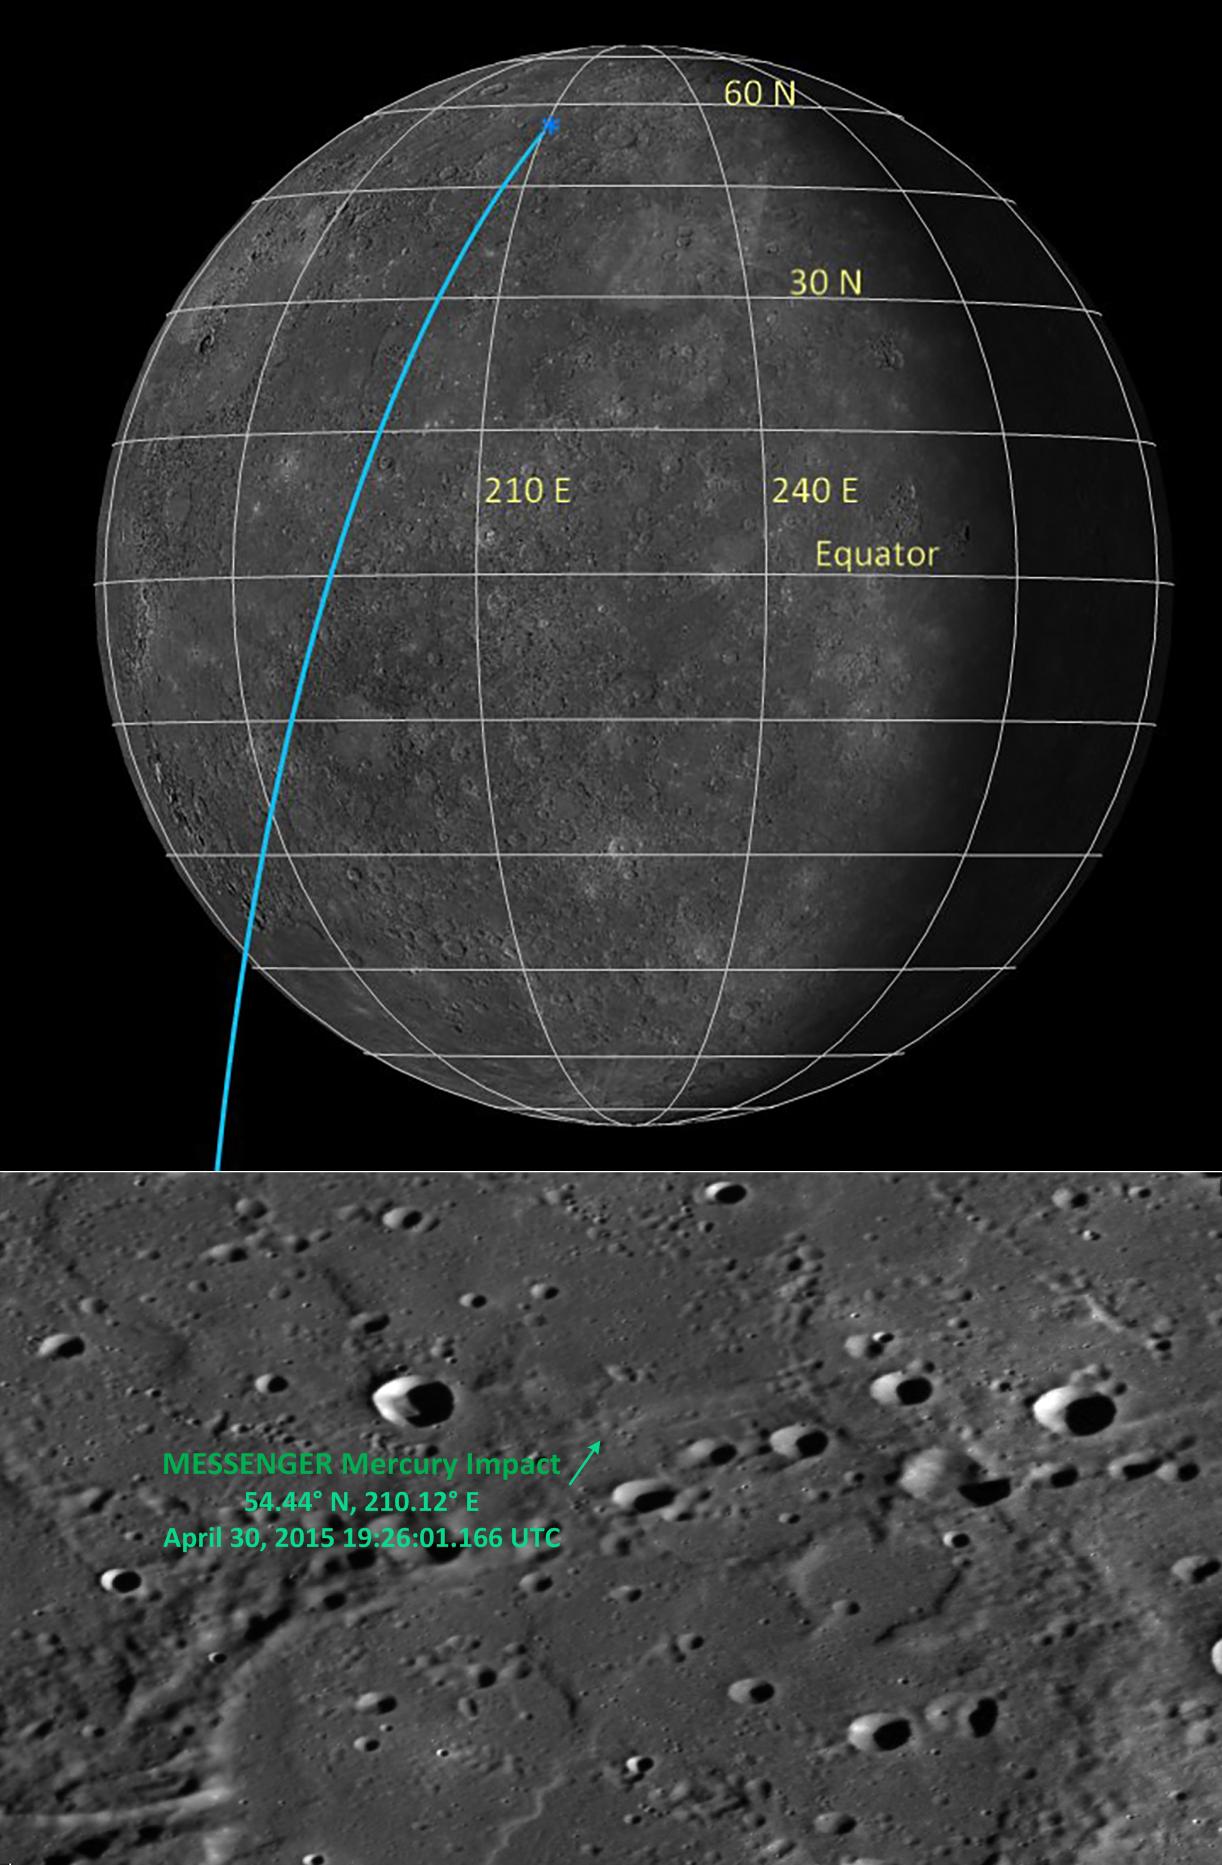 60 N
30 N
210 E
240 E
Equator
MESSENGER Mercury Impact
54.44° N, 210.12° E
April 30, 2015 19:26:01.166 UTC